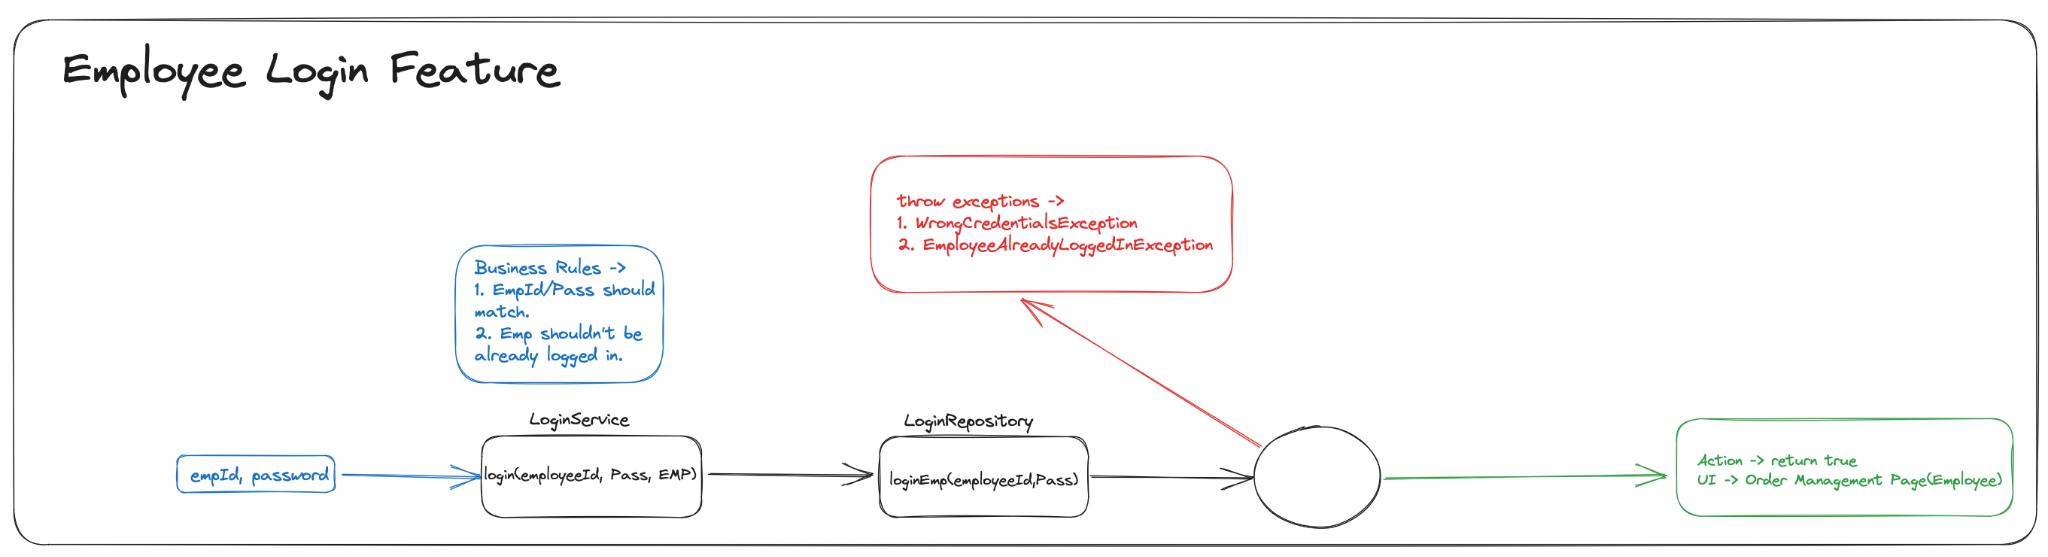 Employee Login Feature
throw exceptions ->
1. WrongCredentialsException
2. EmployeeAlreadyLoggedInException
Business Rules ->
1. EmpId/Pass should
match.
2. Emp shouldn't be
already logged in.
LoginService
LoginRepository
empId, password
login(employeeId, Pass, EMP)
loginEmp(employeeId,Pass)
Action -> return true
UI -> Order Management Page(Employee)